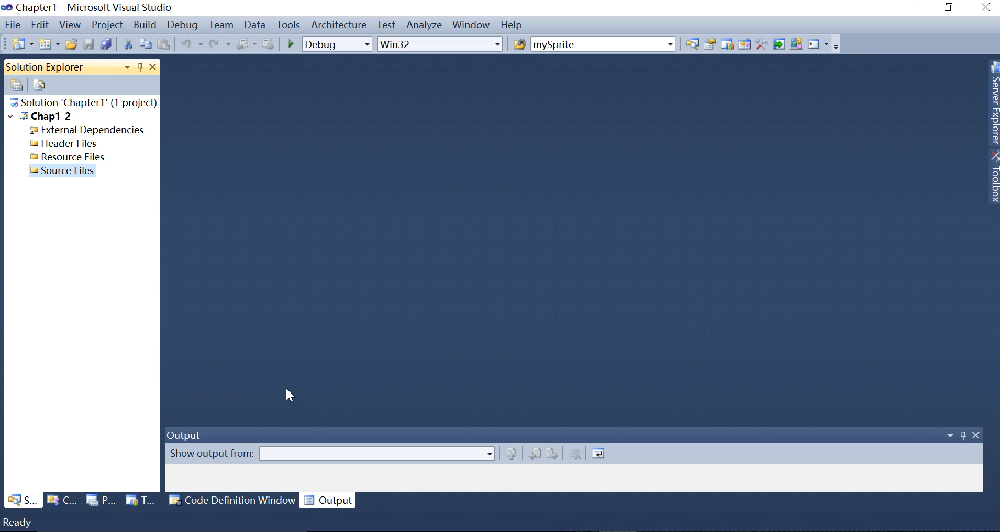 Chapter1 - Microsoft Visual Studio
File Edit View Project Build Debug Team Data Tools Architecture Test Analyze Window Help
Debug Win32 mySprite
Solution Explorer
Solution 'Chapter1' (1 project)
Chap1_2
External Dependencies
Header Files
Resource Files
Source Files
Server Explorer
Toolbox
Output
Show output from:
S... C... P... T... Code Definition Window Output
Ready